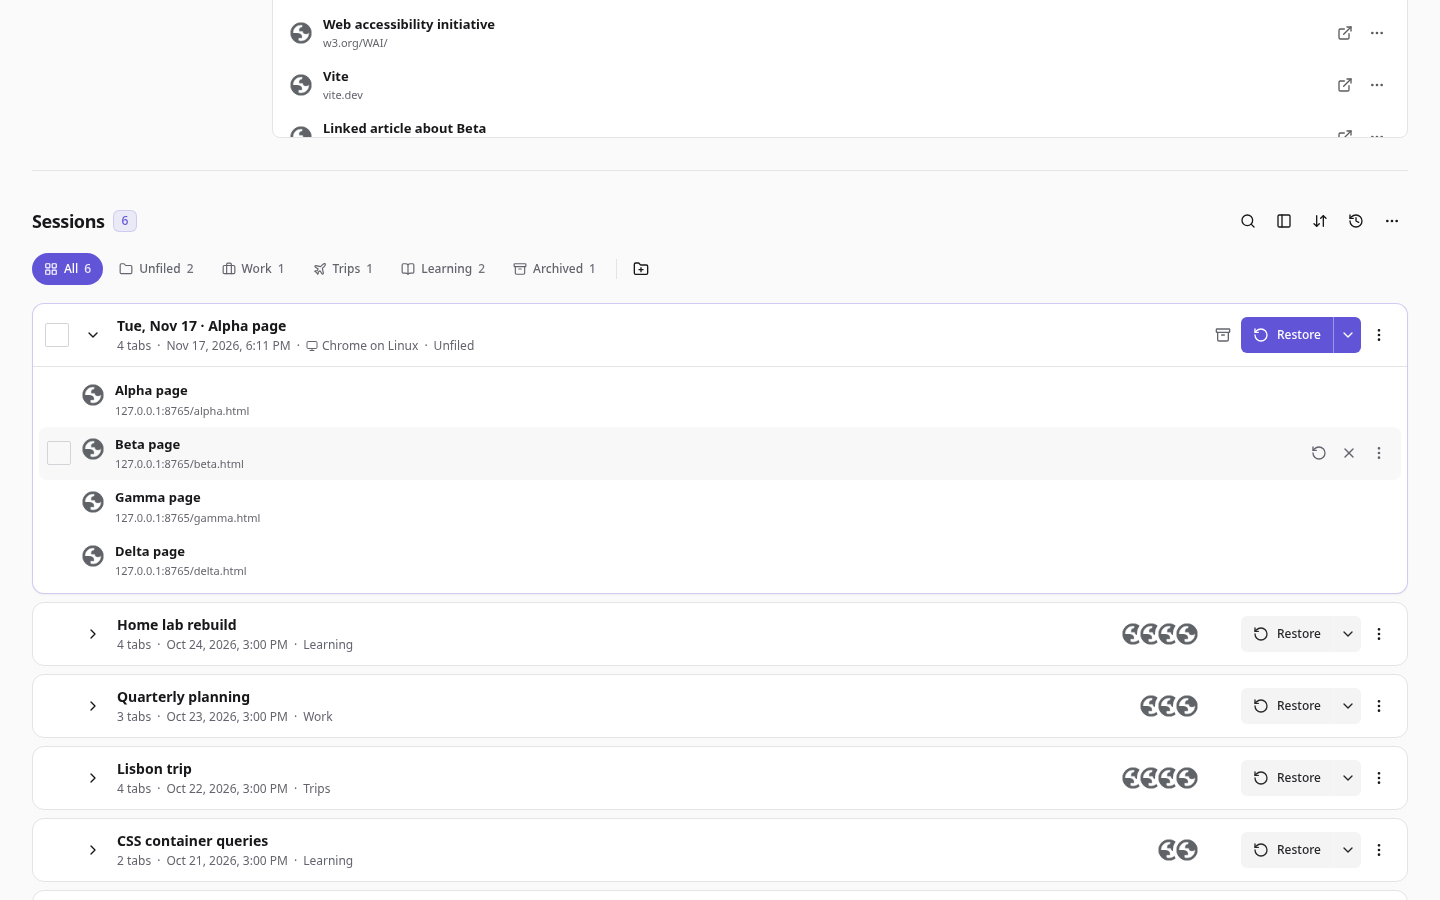 Web accessibility initiative
w3.org/WAI/
Vite
vite.dev
Linked article about Beta
Sessions 6
All 6 Unfiled 2 Work 1 Trips 1 Learning 2 Archived 1
Tue, Nov 17 · Alpha page
4 tabs · Nov 17, 2026, 6:11 PM · Chrome on Linux · Unfiled
Restore
Alpha page
127.0.0.1:8765/alpha.html
Beta page
127.0.0.1:8765/beta.html
Gamma page
127.0.0.1:8765/gamma.html
Delta page
127.0.0.1:8765/delta.html
Home lab rebuild
4 tabs · Oct 24, 2026, 3:00 PM · Learning
Restore
Quarterly planning
3 tabs · Oct 23, 2026, 3:00 PM · Work
Restore
Lisbon trip
4 tabs · Oct 22, 2026, 3:00 PM · Trips
Restore
CSS container queries
2 tabs · Oct 21, 2026, 3:00 PM · Learning
Restore